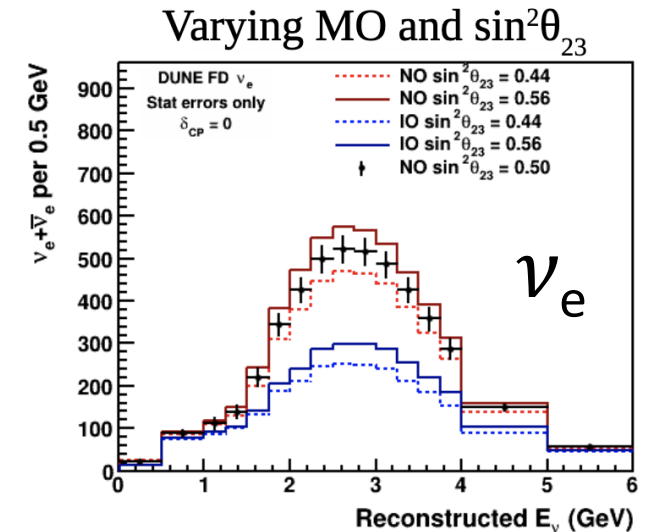 Varying MO and sin²θ₂₃
DUNE FD νₑ
Stat errors only
δCP = 0
NO sin²θ₂₃ = 0.44
NO sin²θ₂₃ = 0.56
IO sin²θ₂₃ = 0.44
IO sin²θ₂₃ = 0.56
NO sin²θ₂₃ = 0.50
νₑ
νₑ+ν̅ₑ per 0.5 GeV
900
800
700
600
500
400
300
200
100
0
0 1 2 3 4 5 6
Reconstructed Eᵥ (GeV)